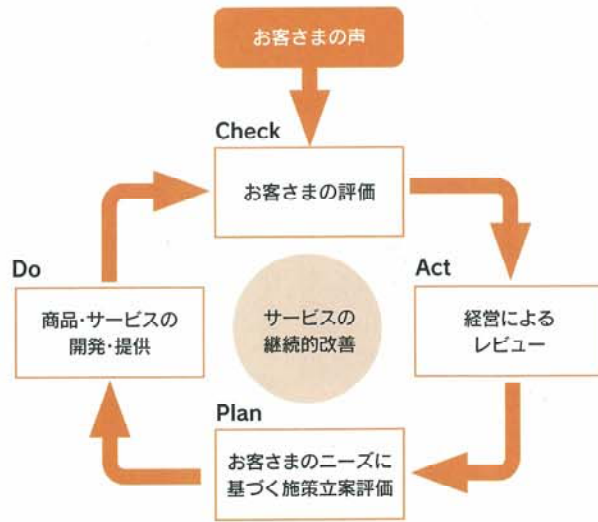 お客さまの声
Check
お客さまの評価
Do
商品・サービスの
開発・提供
サービスの
継続的改善
Act
経営による
レビュー
Plan
お客さまのニーズに
基づく施策立案評価